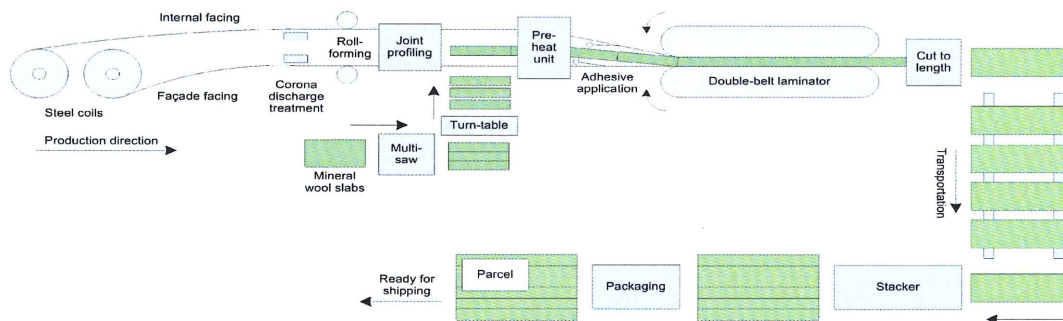 Internal facing
Roll-
forming
Joint
profiling
Pre-
heat
unit
Cut to
length
Adhesive
application
Double-belt laminator
Steel coils
Façade facing
Corona
discharge
treatment
Production direction
Turn-table
Multi-
saw
Mineral
wool slabs
Transportation
Ready for
shipping
Parcel
Packaging
Stacker